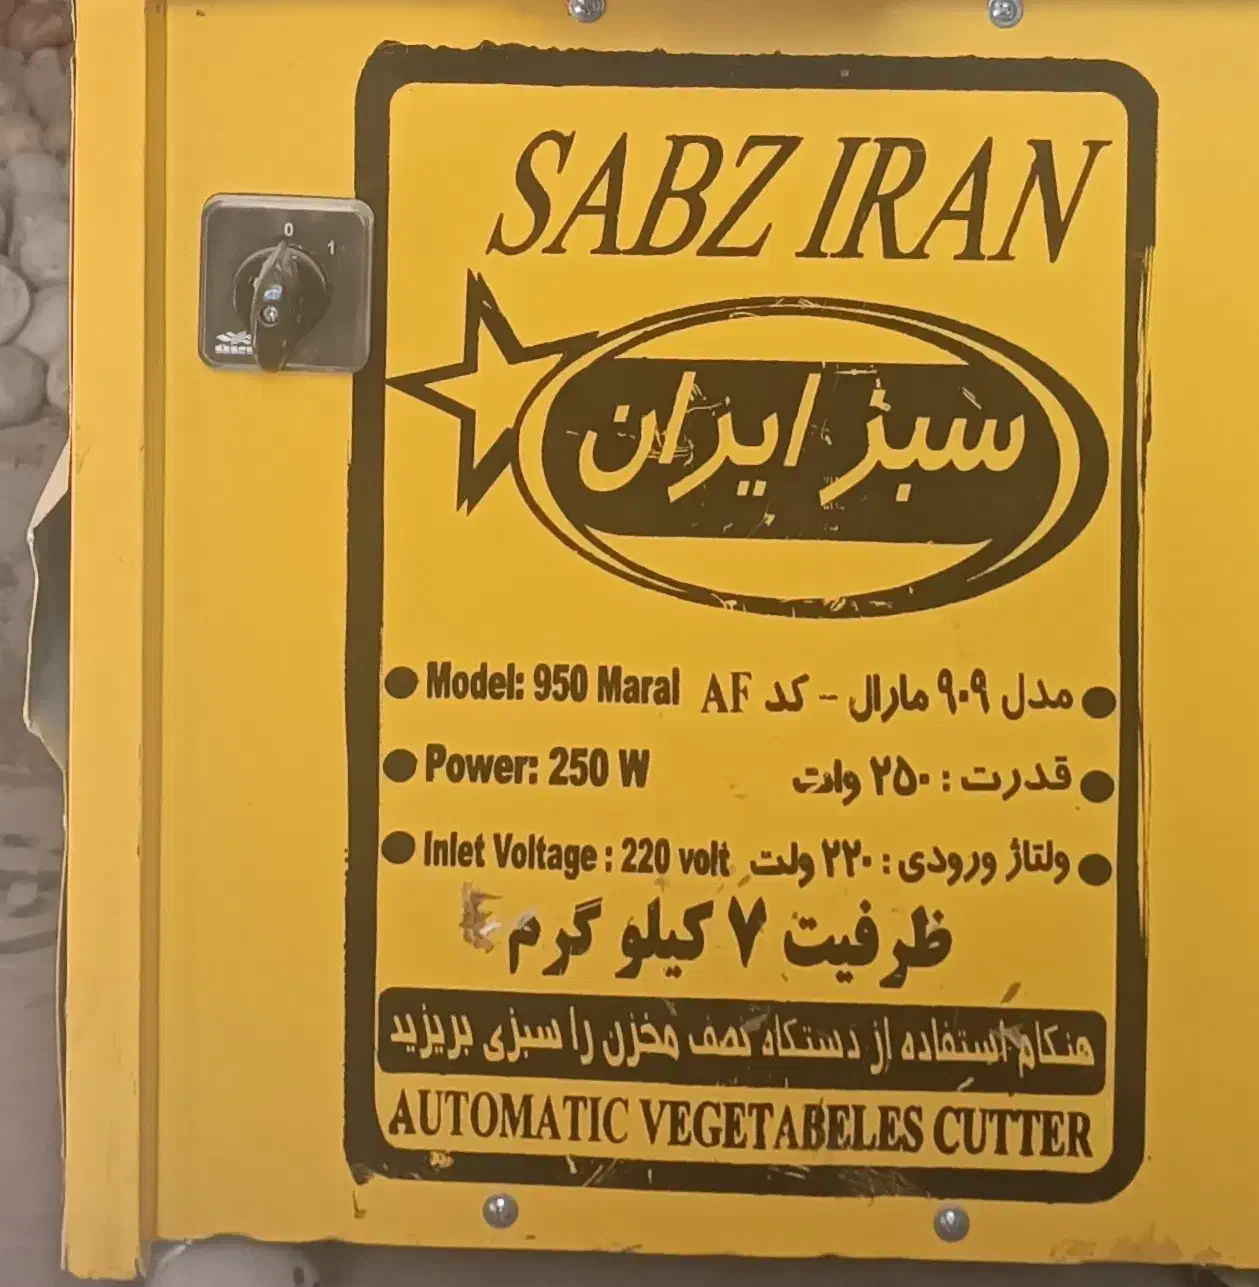 0
1
SABZ IRAN
سبز ایران
Model: 950 Maral
مدل ۹۰۹ مارال - کد AF
Power: 250 W
قدرت : ۲۵۰ وات
Inlet Voltage : 220 volt
ولتاژ ورودی : ۲۲۰ ولت
ظرفیت ۷ کیلو گرم
هنگام استفاده از دستگاه نصف مخزن را سبزی بریزید
AUTOMATIC VEGETABELES CUTTER